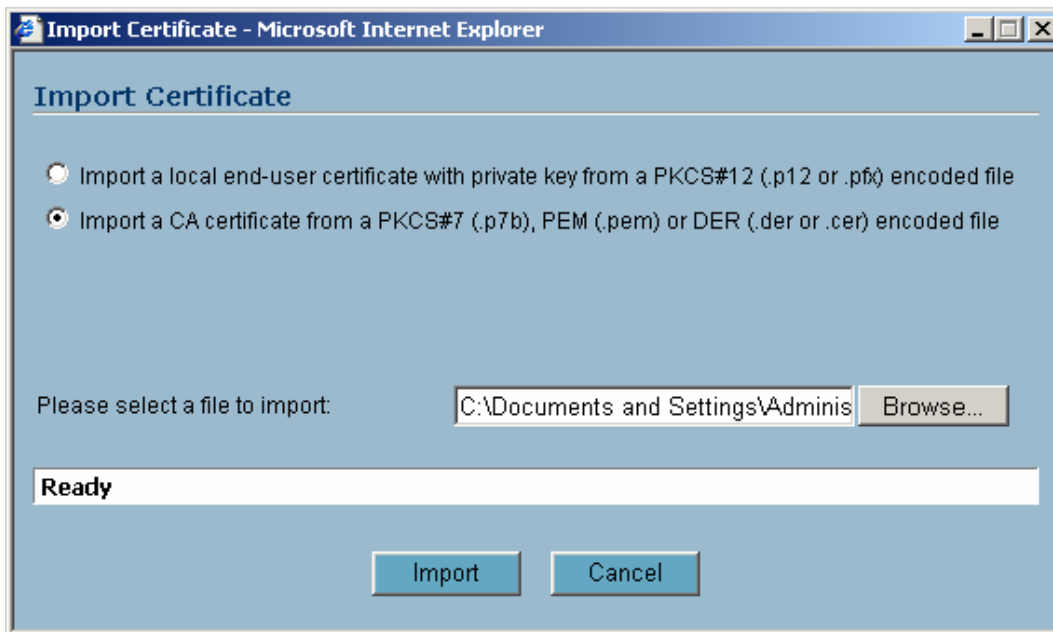 Import Certificate - Microsoft Internet Explorer
Import Certificate
Import a local end-user certificate with private key from a PKCS#12 (.p12 or .pfx) encoded file
Import a CA certificate from a PKCS#7 (.p7b), PEM (.pem) or DER (.der or .cer) encoded file
Please select a file to import: C:\Documents and Settings\Adminis Browse...
Ready
Import Cancel